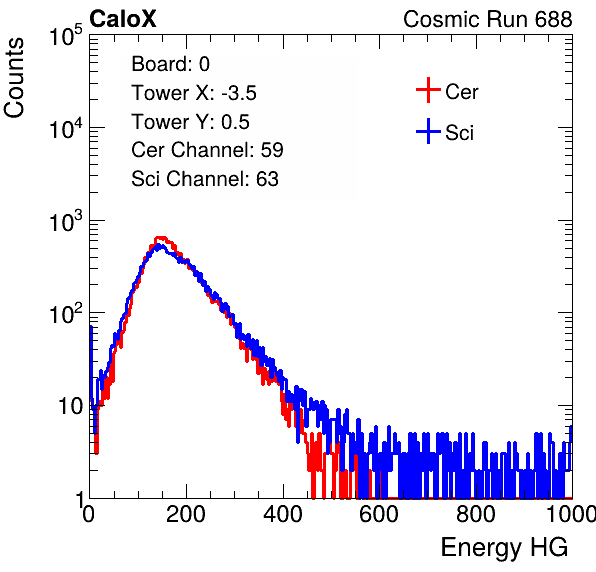 CaloX Cosmic Run 688
Counts
10^5
10^4
10^3
10^2
10
1
Board: 0
Tower X: -3.5
Tower Y: 0.5
Cer Channel: 59
Sci Channel: 63
Cer
Sci
0 200 400 600 800 1000
Energy HG